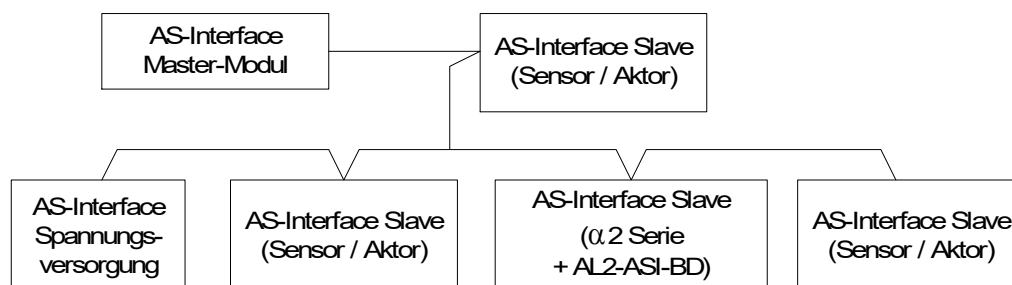 AS-Interface
Master-Modul
AS-Interface Slave
(Sensor / Aktor)
AS-Interface
Spannungs-
versorgung
AS-Interface Slave
(Sensor / Aktor)
AS-Interface Slave
(α2 Serie
+ AL2-ASI-BD)
AS-Interface Slave
(Sensor / Aktor)